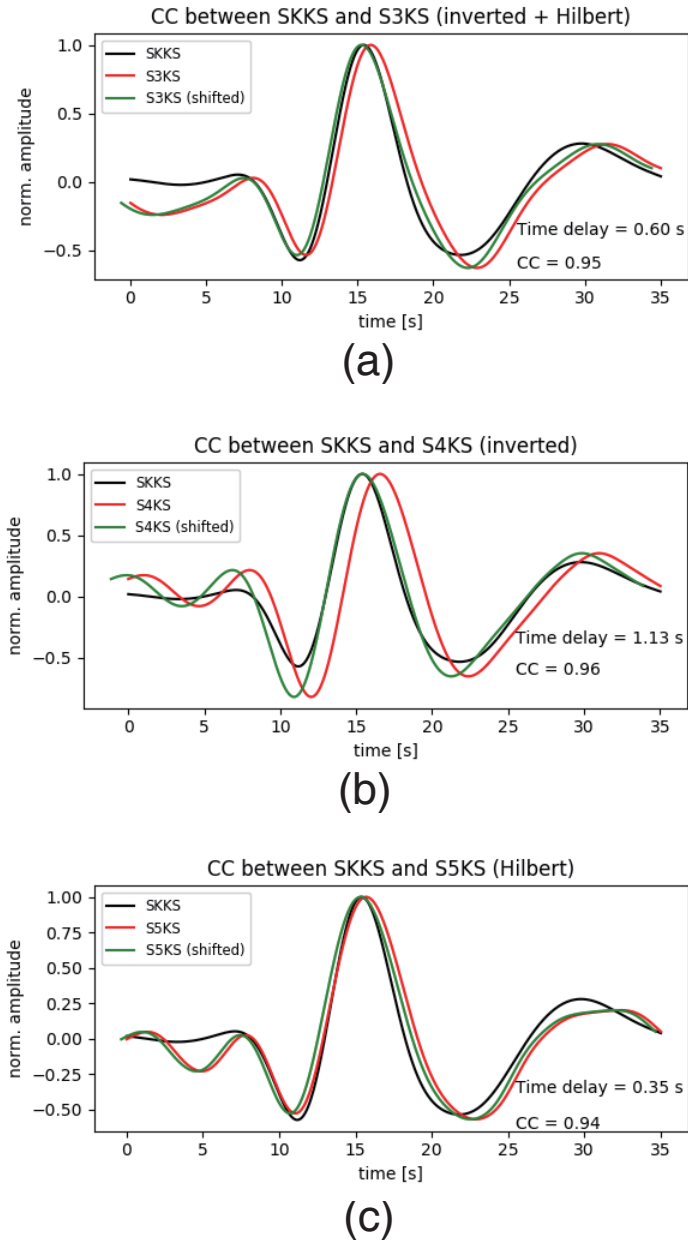 CC between SKKS and S3KS (inverted + Hilbert)
1.0
0.5
0.0
−0.5
norm. amplitude
SKKS
S3KS
S3KS (shifted)
Time delay = 0.60 s
CC = 0.95
0 5 10 15 20 25 30 35
time [s]
(a)
CC between SKKS and S4KS (inverted)
1.0
0.5
0.0
−0.5
norm. amplitude
SKKS
S4KS
S4KS (shifted)
Time delay = 1.13 s
CC = 0.96
0 5 10 15 20 25 30 35
time [s]
(b)
CC between SKKS and S5KS (Hilbert)
1.00
0.75
0.50
0.25
0.00
−0.25
−0.50
norm. amplitude
SKKS
S5KS
S5KS (shifted)
Time delay = 0.35 s
CC = 0.94
0 5 10 15 20 25 30 35
time [s]
(c)